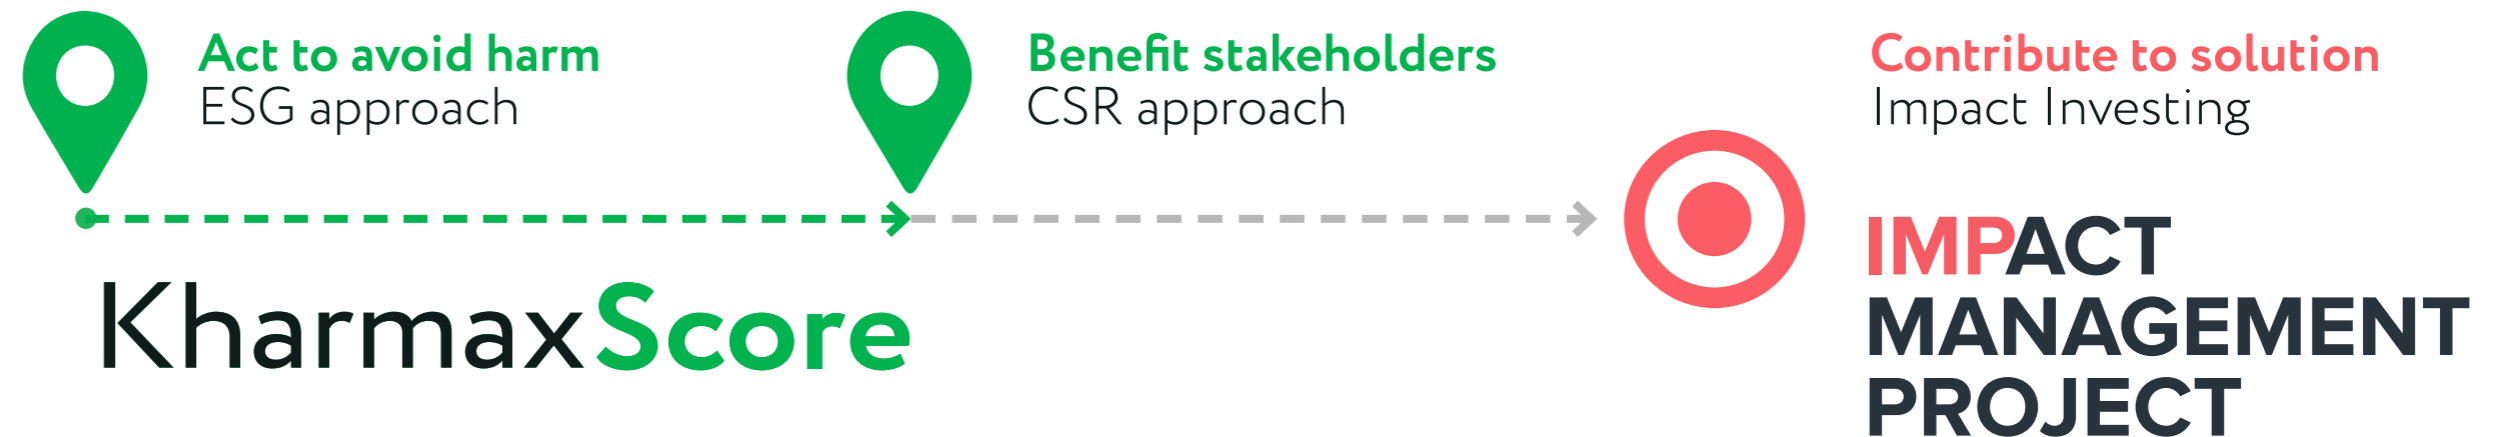 Act to avoid harm
ESG approach
Benefit stakeholders
CSR approach
Contribute to solution
Impact Investing
KharmaxScore
IMPACT
MANAGEMENT
PROJECT